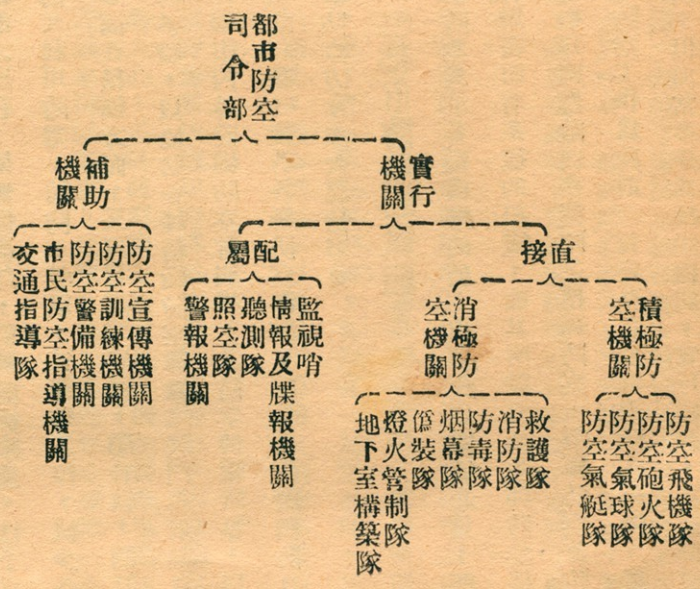 都市防空
司令部
實行
機關
補助
機關
直接
配屬
積極防
空機關
消極防
空機關
防空飛機隊
防空砲火隊
防空氣球隊
防空氣艇隊
救護隊
消防隊
防毒隊
烟幕隊
偽裝隊
燈火管制隊
地下室構築隊
監視哨
情報及牒報機關
聽測隊
照空隊
警報機關
防空宣傳機關
防空訓練機關
防空警備機關
市民防空指導機關
交通指導隊